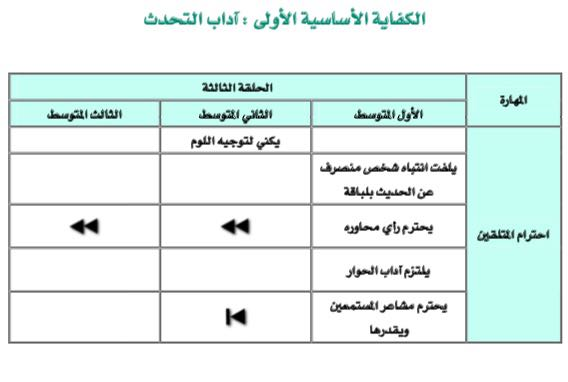 الكفاية الأساسية الأولى : آداب التحدث
المهارة
الحلقة الثالثة
الأول المتوسط
الثاني المتوسط
الثالث المتوسط
احترام المتلقين
يكني لتوجيه اللوم
يلفت انتباه شخص منصرف
عن الحديث بلباقة
يحترم رأي محاوره
يلتزم آداب الحوار
يحترم مشاعر المستمعين
ويقدرها